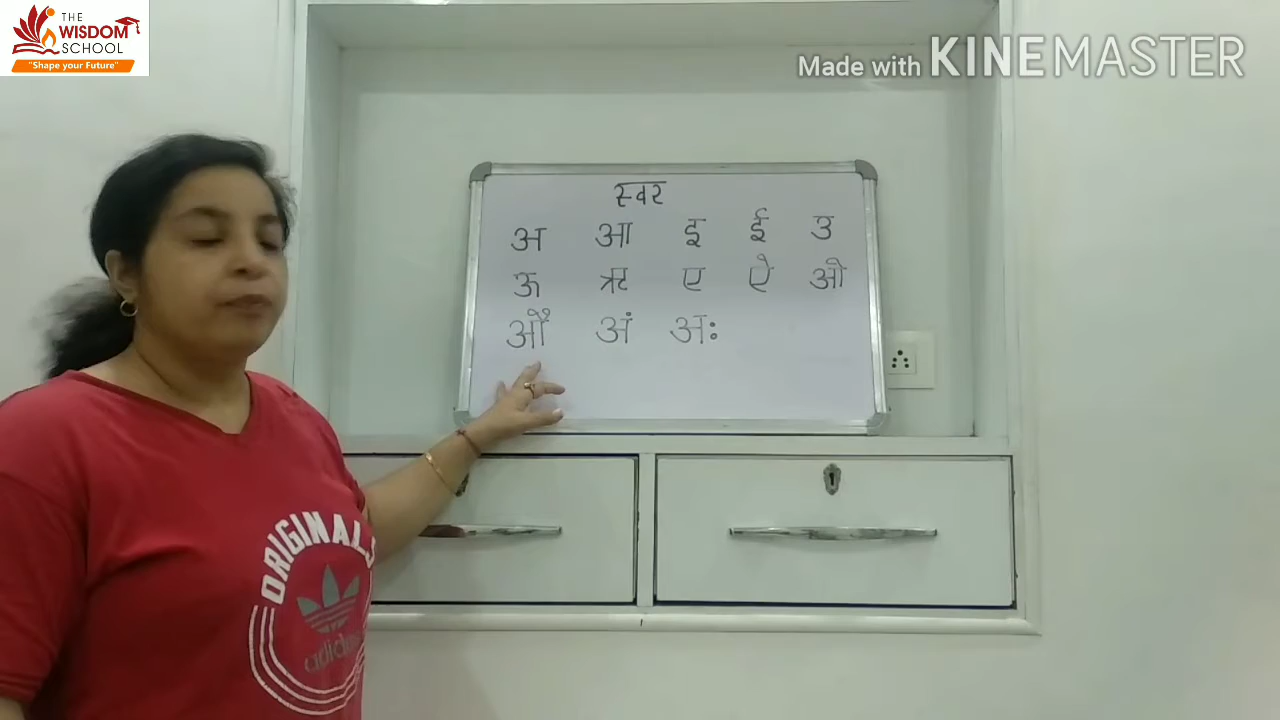 THE
WISDOM
SCHOOL
"Shape your Future"
Made with KINEMASTER
स्वर
अ आ इ ई उ
ऊ ऋ ए ऐ ओ
औ अं अः
ORIGINALS
adidas